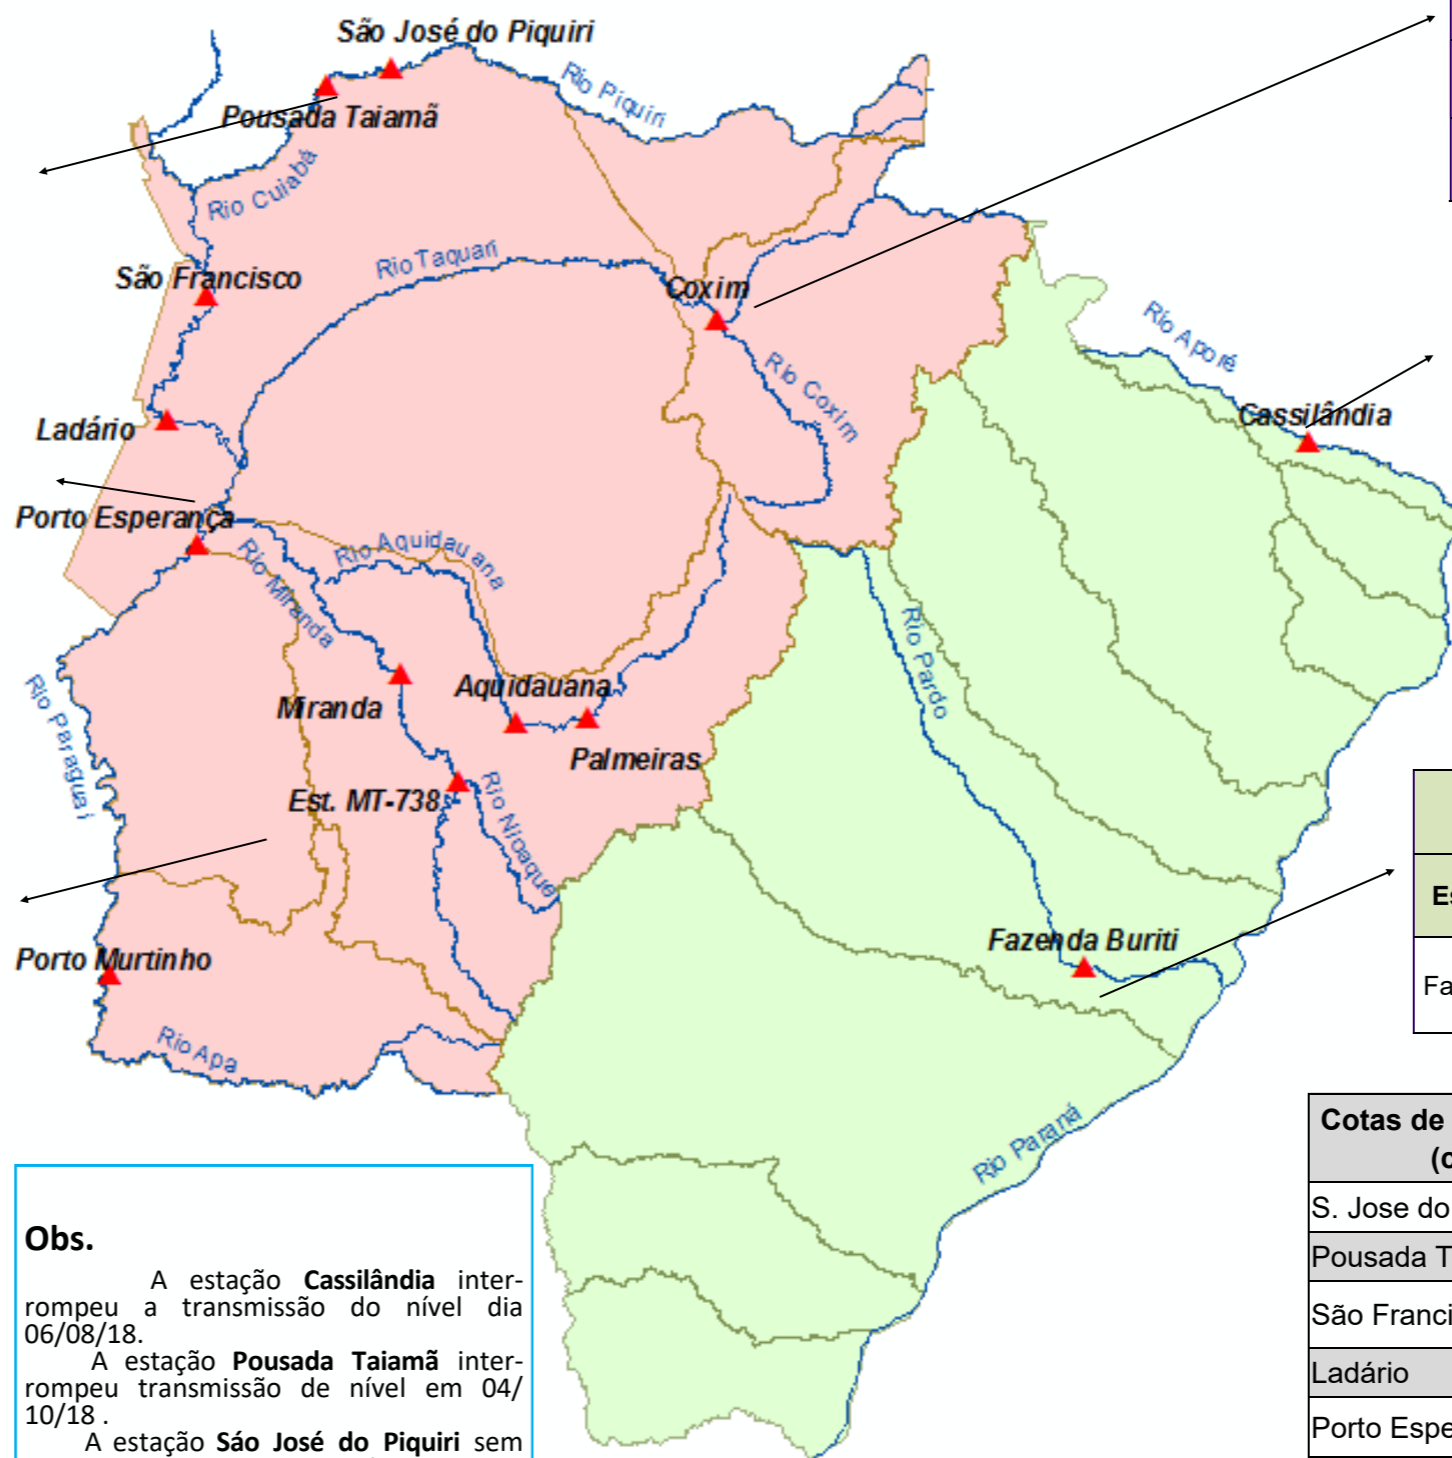 São José do Piquiri
Rio Piquiri
Pousada Taiamã
Rio Cuiabá
São Francisco
Rio Taquari
Coxim
Rio Aporé
Rio Coxim
Cassilândia
Ladário
Porto Esperança
Rio Aquidauana
Rio Miranda
Rio Pardo
Aquidauana
Rio Paraguai
Miranda
Palmeiras
Est. MT-738
Rio Nioaque
Es
Fazenda Buriti
Porto Murtinho
Fa
Rio Apa
Rio Paraná
Cotas de
(c
S. Jose do
Pousada T
São Franci
Ladário
Porto Espe
Obs.
A estação Cassilândia inter-
rompeu a transmissão do nível dia
06/08/18.
A estação Pousada Taiamã inter-
rompeu transmissão de nível em 04/
10/18 .
A estação Sáo José do Piquiri sem